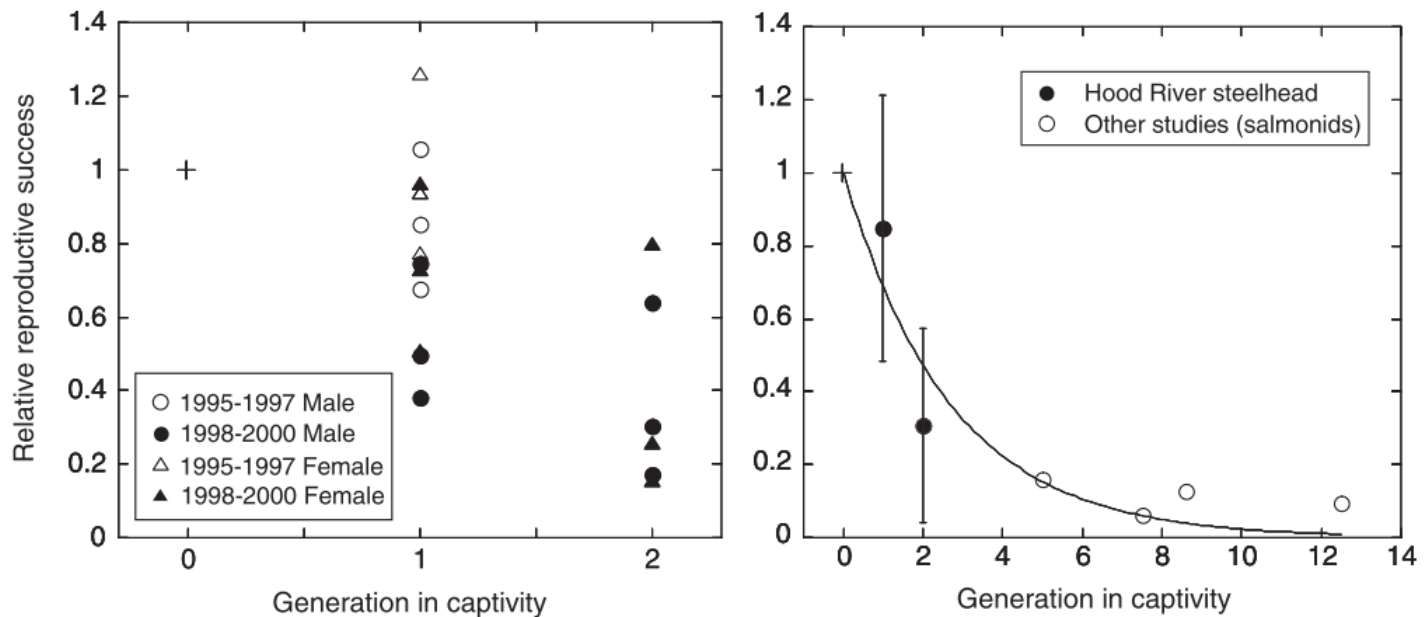 Relative reproductive success
1.4
1.2
1
0.8
0.6
0.4
0.2
0
1995-1997 Male
1998-2000 Male
1995-1997 Female
1998-2000 Female
0 1 2
Generation in captivity
1.4
1.2
1
0.8
0.6
0.4
0.2
0
Hood River steelhead
Other studies (salmonids)
0 2 4 6 8 10 12 14
Generation in captivity